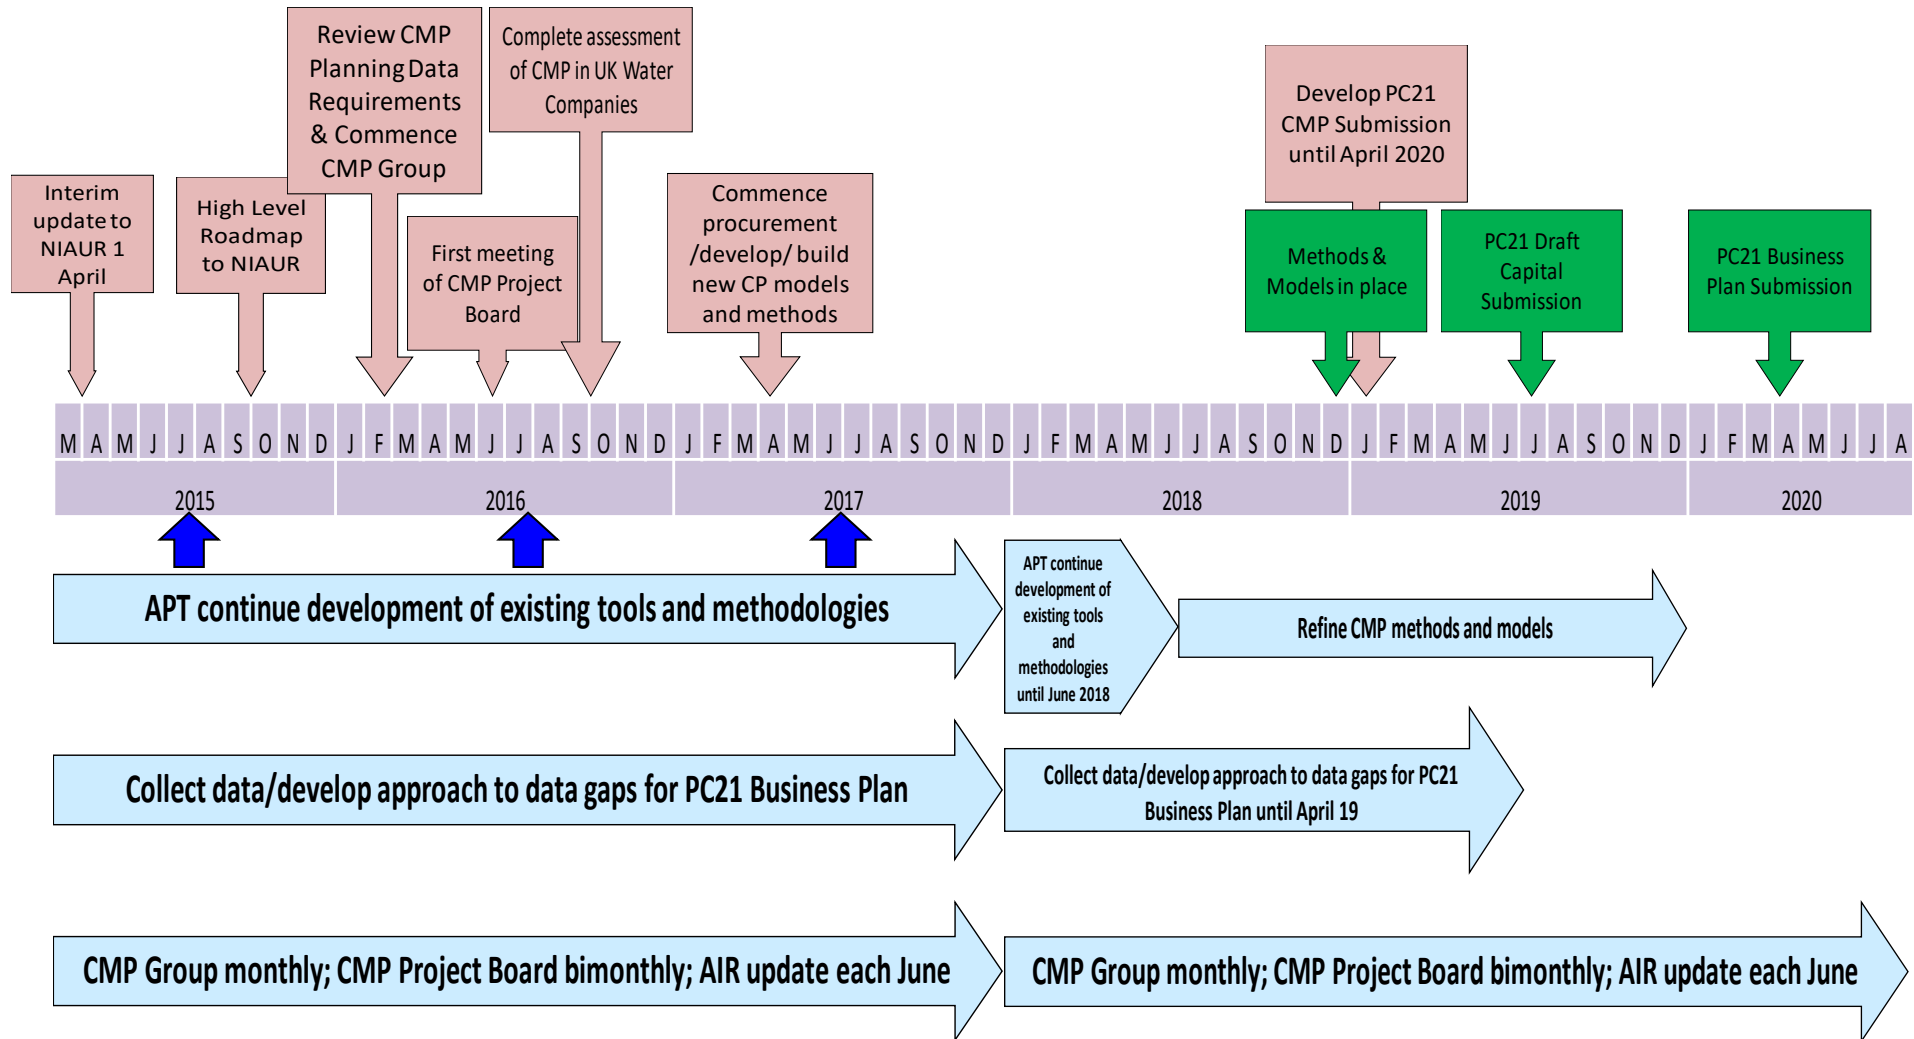 Review CMP
Planning Data
Requirements
& Commence
CMP Group
Complete assessment
of CMP in UK Water
Companies
Develop PC21
CMP Submission
until April 2020
Interim
update to
NIAUR 1
April
High Level
Roadmap
to NIAUR
First meeting
of CMP Project
Board
Commence
procurement
/develop/ build
new CP models
and methods
Methods &
Models in place
PC21 Draft
Capital
Submission
PC21 Business
Plan Submission
M A M J J A S O N D J F M A M J J A S O N D J F M A M J J A S O N D J F M A M J J A S O N D J F M A M J J A S O N D J F M A M J J A
2015 2016 2017 2018 2019 2020
APT continue development of existing tools and methodologies
APT continue
development of
existing tools
and
methodologies
until June 2018
Refine CMP methods and models
Collect data/develop approach to data gaps for PC21 Business Plan
Collect data/develop approach to data gaps for PC21
Business Plan until April 19
CMP Group monthly; CMP Project Board bimonthly; AIR update each June
CMP Group monthly; CMP Project Board bimonthly; AIR update each June